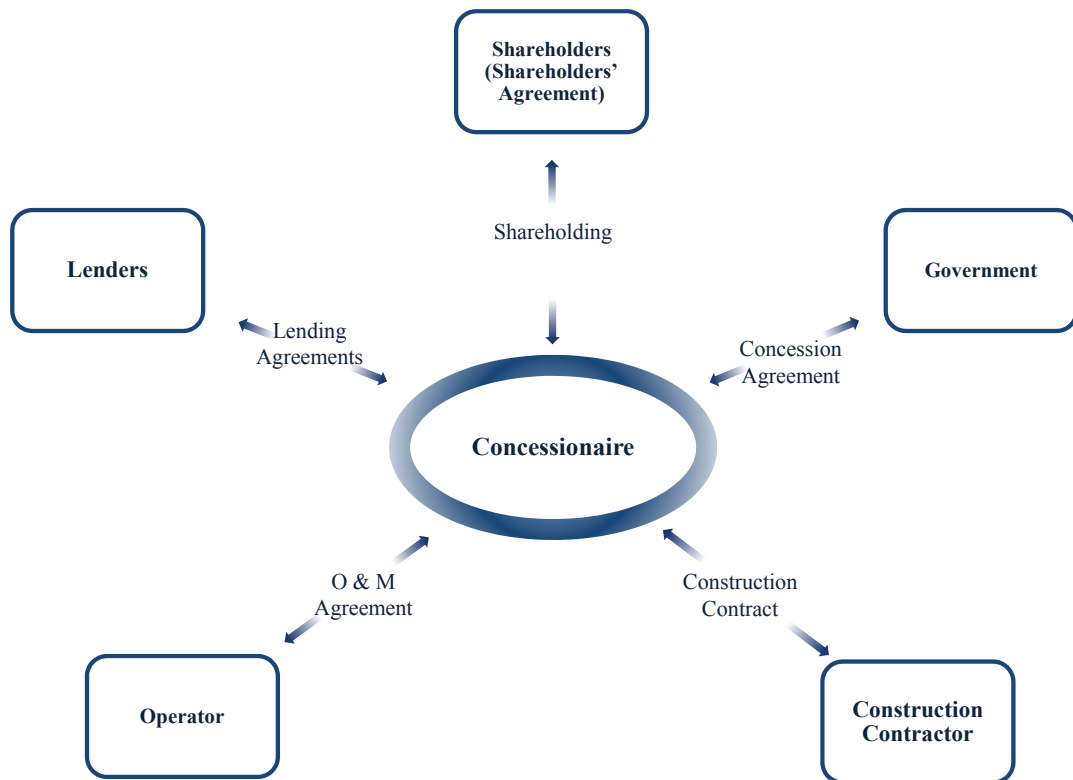 Shareholders
(Shareholders’
Agreement)
Shareholding
Lenders
Government
Lending
Agreements
Concession
Agreement
Concessionaire
O & M
Agreement
Construction
Contract
Operator
Construction
Contractor